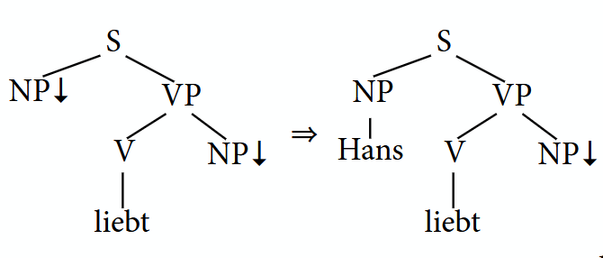 S S
NP↓ VP NP VP
V NP↓ ⇒ Hans V NP↓
liebt liebt